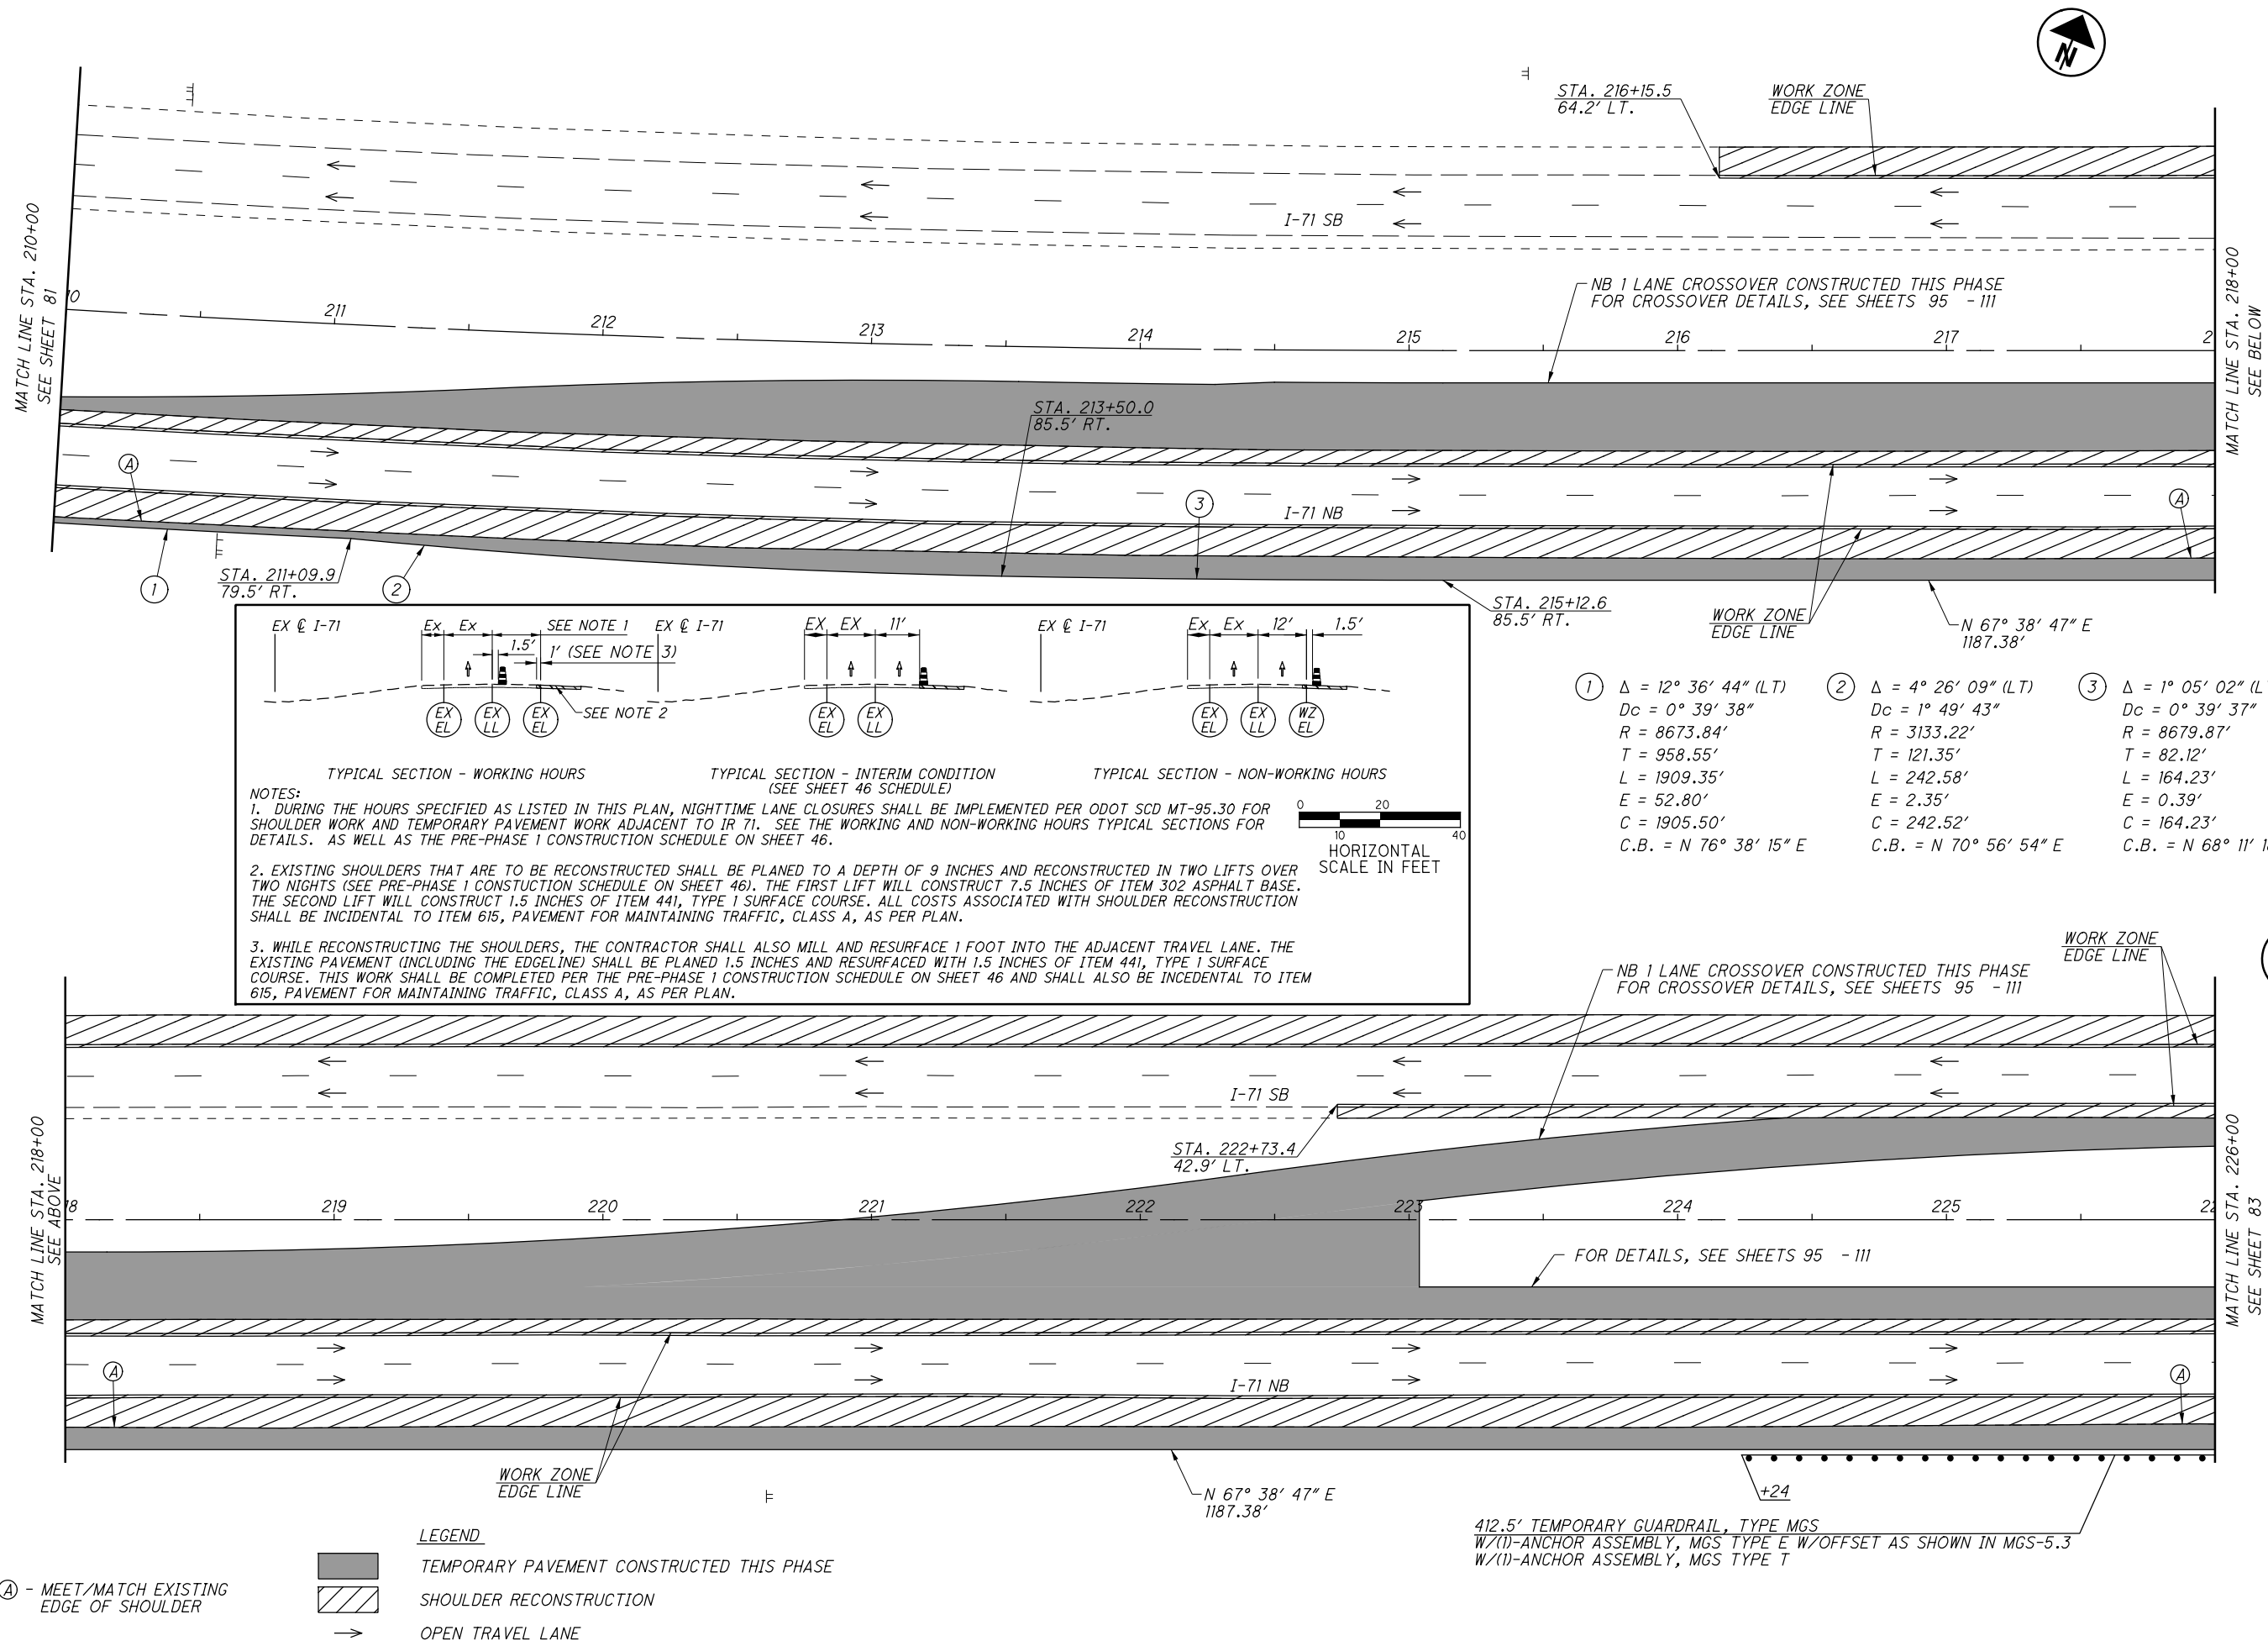 N
STA. 216+15.5
64.2' LT.
WORK ZONE
EDGE LINE
MATCH LINE STA. 210+00
SEE SHEET 81
I-71 SB
NB 1 LANE CROSSOVER CONSTRUCTED THIS PHASE
FOR CROSSOVER DETAILS, SEE SHEETS 95 - 111
MATCH LINE STA. 218+00
SEE BELOW
10 211 212 213 214 215 216 217 2
STA. 213+50.0
85.5' RT.
A
3
I-71 NB
A
1
STA. 211+09.9
79.5' RT.
2
STA. 215+12.6
85.5' RT.
WORK ZONE
EDGE LINE
N 67° 38' 47" E
1187.38'
EX ℄ I-71
Ex Ex SEE NOTE 1
1.5'
1' (SEE NOTE 3)
SEE NOTE 2
EX EL
EX LL
EX EL
TYPICAL SECTION - WORKING HOURS
EX ℄ I-71
EX EX 11'
EX EL
EX LL
TYPICAL SECTION - INTERIM CONDITION
(SEE SHEET 46 SCHEDULE)
EX ℄ I-71
Ex Ex 12' 1.5'
EX EL
EX LL
WZ EL
TYPICAL SECTION - NON-WORKING HOURS
NOTES:
1. DURING THE HOURS SPECIFIED AS LISTED IN THIS PLAN, NIGHTTIME LANE CLOSURES SHALL BE IMPLEMENTED PER ODOT SCD MT-95.30 FOR
SHOULDER WORK AND TEMPORARY PAVEMENT WORK ADJACENT TO IR 71. SEE THE WORKING AND NON-WORKING HOURS TYPICAL SECTIONS FOR
DETAILS. AS WELL AS THE PRE-PHASE 1 CONSTRUCTION SCHEDULE ON SHEET 46.
2. EXISTING SHOULDERS THAT ARE TO BE RECONSTRUCTED SHALL BE PLANED TO A DEPTH OF 9 INCHES AND RECONSTRUCTED IN TWO LIFTS OVER
TWO NIGHTS (SEE PRE-PHASE 1 CONSTUCTION SCHEDULE ON SHEET 46). THE FIRST LIFT WILL CONSTRUCT 7.5 INCHES OF ITEM 302 ASPHALT BASE.
THE SECOND LIFT WILL CONSTRUCT 1.5 INCHES OF ITEM 441, TYPE 1 SURFACE COURSE. ALL COSTS ASSOCIATED WITH SHOULDER RECONSTRUCTION
SHALL BE INCIDENTAL TO ITEM 615, PAVEMENT FOR MAINTAINING TRAFFIC, CLASS A, AS PER PLAN.
3. WHILE RECONSTRUCTING THE SHOULDERS, THE CONTRACTOR SHALL ALSO MILL AND RESURFACE 1 FOOT INTO THE ADJACENT TRAVEL LANE. THE
EXISTING PAVEMENT (INCLUDING THE EDGELINE) SHALL BE PLANED 1.5 INCHES AND RESURFACED WITH 1.5 INCHES OF ITEM 441, TYPE 1 SURFACE
COURSE. THIS WORK SHALL BE COMPLETED PER THE PRE-PHASE 1 CONSTRUCTION SCHEDULE ON SHEET 46 AND SHALL ALSO BE INCEDENTAL TO ITEM
615, PAVEMENT FOR MAINTAINING TRAFFIC, CLASS A, AS PER PLAN.
0 20
10 40
HORIZONTAL
SCALE IN FEET
1 Δ = 12° 36' 44" (LT)
Dc = 0° 39' 38"
R = 8673.84'
T = 958.55'
L = 1909.35'
E = 52.80'
C = 1905.50'
C.B. = N 76° 38' 15" E
2 Δ = 4° 26' 09" (LT)
Dc = 1° 49' 43"
R = 3133.22'
T = 121.35'
L = 242.58'
E = 2.35'
C = 242.52'
C.B. = N 70° 56' 54" E
3 Δ = 1° 05' 02" (L
Dc = 0° 39' 37"
R = 8679.87'
T = 82.12'
L = 164.23'
E = 0.39'
C = 164.23'
C.B. = N 68° 11'
WORK ZONE
EDGE LINE
NB 1 LANE CROSSOVER CONSTRUCTED THIS PHASE
FOR CROSSOVER DETAILS, SEE SHEETS 95 - 111
I-71 SB
STA. 222+73.4
42.9' LT.
MATCH LINE STA. 218+00
SEE ABOVE
18 219 220 221 222 223 224 225 22
MATCH LINE STA. 226+00
SEE SHEET 83
FOR DETAILS, SEE SHEETS 95 - 111
A
I-71 NB
A
WORK ZONE
EDGE LINE
N 67° 38' 47" E
1187.38'
+24
412.5' TEMPORARY GUARDRAIL, TYPE MGS
W/(1)-ANCHOR ASSEMBLY, MGS TYPE E W/OFFSET AS SHOWN IN MGS-5.3
W/(1)-ANCHOR ASSEMBLY, MGS TYPE T
LEGEND
TEMPORARY PAVEMENT CONSTRUCTED THIS PHASE
A - MEET/MATCH EXISTING
EDGE OF SHOULDER
SHOULDER RECONSTRUCTION
OPEN TRAVEL LANE